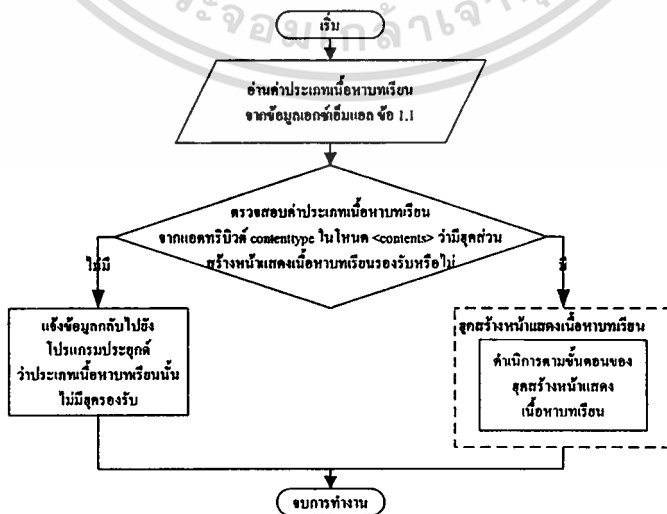 ระจอมเกล้าเจ้า
เริ่ม
อ่านค่าประเภทเนื้อหาบทเรียน
จากข้อมูลเอกซ์เอ็มแอล ข้อ 1.1
ตรวจสอบค่าประเภทเนื้อหาบทเรียน
จากแอตทริบิวต์ contenttype ในโหนด <contents> ว่ามีชุดส่วน
สร้างหน้าแสดงเนื้อหาบทเรียนรองรับหรือไม่
ไม่มี
มี
แจ้งข้อมูลกลับไปยัง
โปรแกรมประยุกต์
ว่าประเภทเนื้อหาบทเรียนนั้น
ไม่มีชุดรองรับ
ชุดสร้างหน้าแสดงเนื้อหาบทเรียน
ดำเนินการตามขั้นตอนของ
ชุดสร้างหน้าแสดง
เนื้อหาบทเรียน
จบการทำงาน